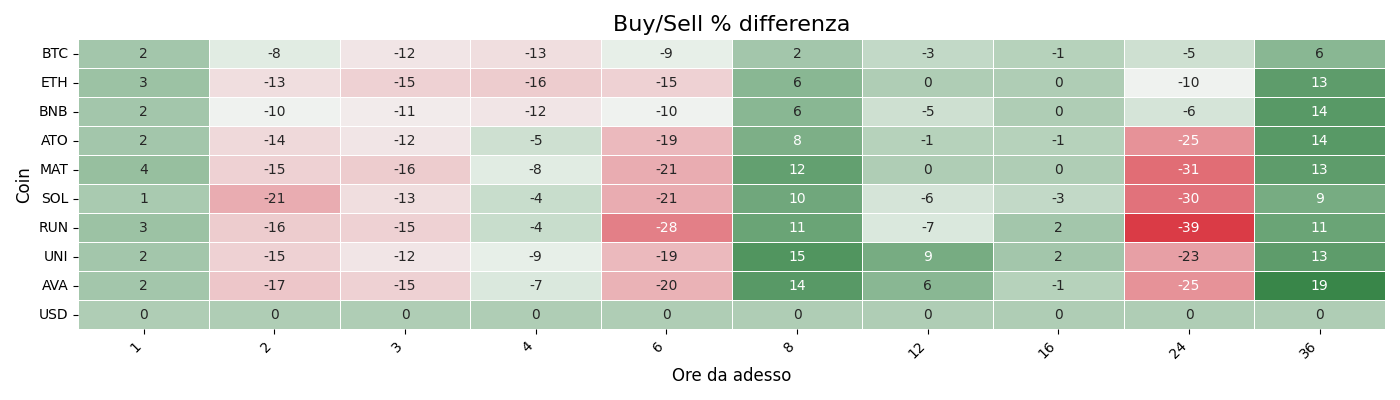 Buy/Sell % differenza
Coin
BTC 2 -8 -12 -13 -9 2 -3 -1 -5 6
ETH 3 -13 -15 -16 -15 6 0 0 -10 13
BNB 2 -10 -11 -12 -10 6 -5 0 -6 14
ATO 2 -14 -12 -5 -19 8 -1 -1 -25 14
MAT 4 -15 -16 -8 -21 12 0 0 -31 13
SOL 1 -21 -13 -4 -21 10 -6 -3 -30 9
RUN 3 -16 -15 -4 -28 11 -7 2 -39 11
UNI 2 -15 -12 -9 -19 15 9 2 -23 13
AVA 2 -17 -15 -7 -20 14 6 -1 -25 19
USD 0 0 0 0 0 0 0 0 0 0
1 2 3 4 6 8 12 16 24 36
Ore da adesso